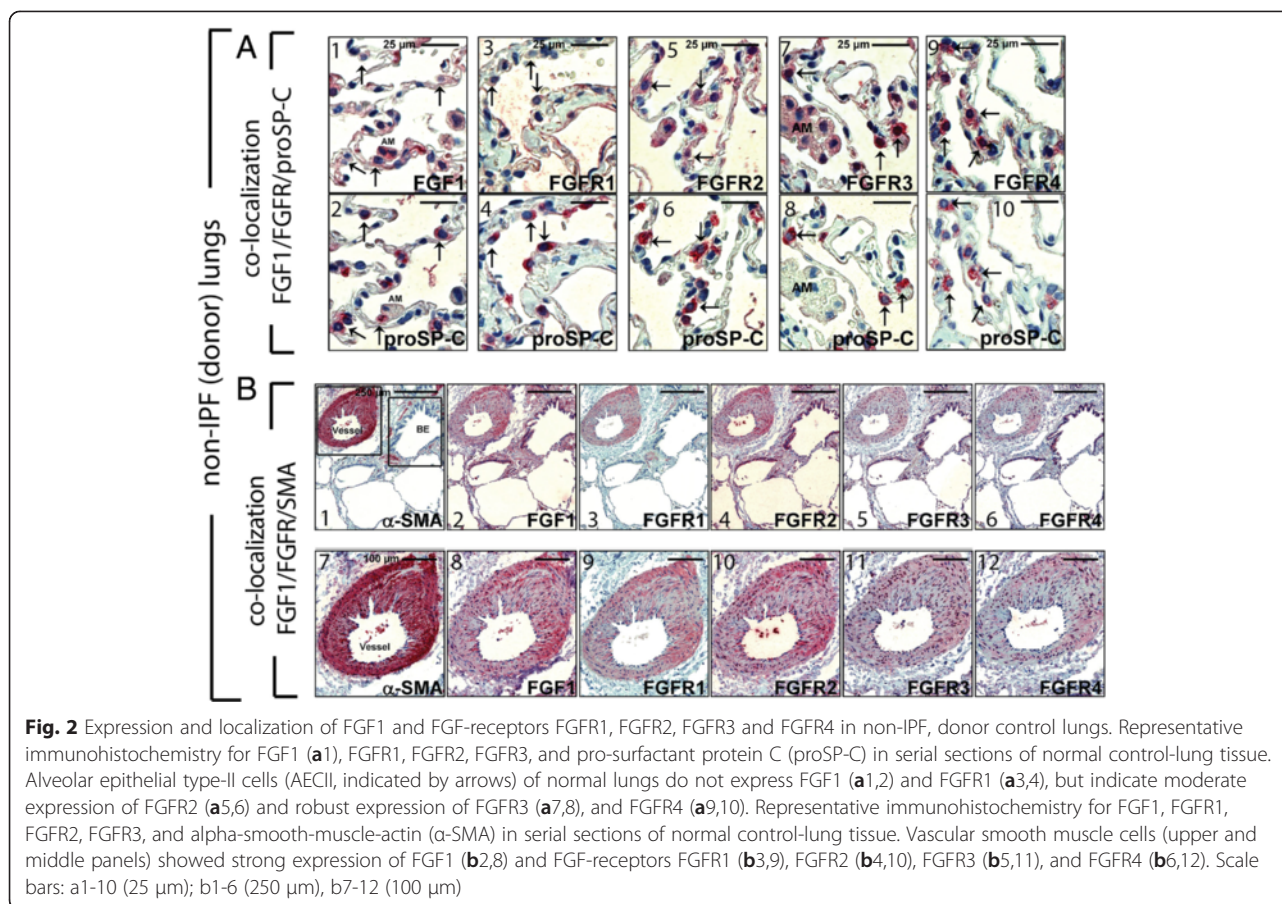 non-IPF (donor) lungs
A
co-localization
FGF1/FGFR/proSP-C
1 25 µm
AM
FGF1
3 25 µm
FGFR1
5 25 µm
FGFR2
7 25 µm
AM
FGFR3
9 25 µm
FGFR4
2
AM
proSP-C
4
proSP-C
6
proSP-C
8
AM
proSP-C
10
proSP-C
B
co-localization
FGF1/FGFR/SMA
250 µm
Vessel
BE
1 α-SMA
2 FGF1
3 FGFR1
4 FGFR2
5 FGFR3
6 FGFR4
7 100 µm
Vessel
α-SMA
8
FGF1
9
FGFR1
10
FGFR2
11
FGFR3
12
FGFR4
Fig. 2 Expression and localization of FGF1 and FGF-receptors FGFR1, FGFR2, FGFR3 and FGFR4 in non-IPF, donor control lungs. Representative
immunohistochemistry for FGF1 (a1), FGFR1, FGFR2, FGFR3, and pro-surfactant protein C (proSP-C) in serial sections of normal control-lung tissue.
Alveolar epithelial type-II cells (AECII, indicated by arrows) of normal lungs do not express FGF1 (a1,2) and FGFR1 (a3,4), but indicate moderate
expression of FGFR2 (a5,6) and robust expression of FGFR3 (a7,8), and FGFR4 (a9,10). Representative immunohistochemistry for FGF1, FGFR1,
FGFR2, FGFR3, and alpha-smooth-muscle-actin (α-SMA) in serial sections of normal control-lung tissue. Vascular smooth muscle cells (upper and
middle panels) showed strong expression of FGF1 (b2,8) and FGF-receptors FGFR1 (b3,9), FGFR2 (b4,10), FGFR3 (b5,11), and FGFR4 (b6,12). Scale
bars: a1-10 (25 µm); b1-6 (250 µm), b7-12 (100 µm)